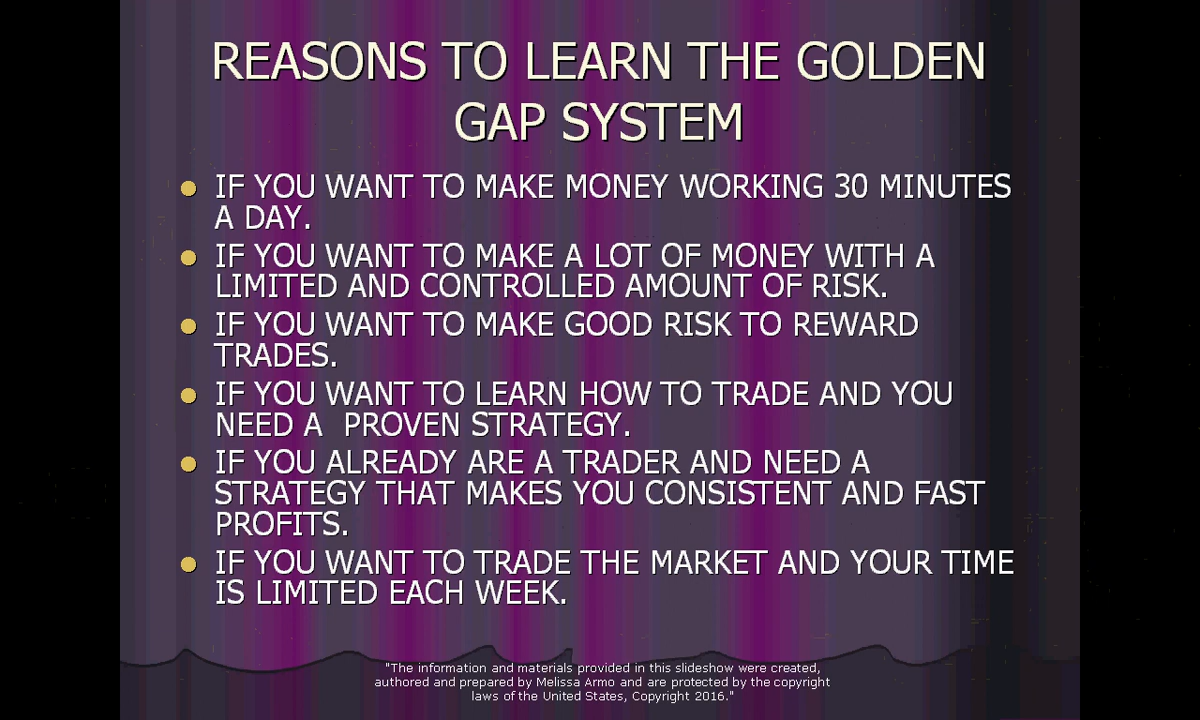 REASONS TO LEARN THE GOLDEN
GAP SYSTEM
IF YOU WANT TO MAKE MONEY WORKING 30 MINUTES
A DAY.
IF YOU WANT TO MAKE A LOT OF MONEY WITH A
LIMITED AND CONTROLLED AMOUNT OF RISK.
IF YOU WANT TO MAKE GOOD RISK TO REWARD
TRADES.
IF YOU WANT TO LEARN HOW TO TRADE AND YOU
NEED A  PROVEN STRATEGY.
IF YOU ALREADY ARE A TRADER AND NEED A
STRATEGY THAT MAKES YOU CONSISTENT AND FAST
PROFITS.
IF YOU WANT TO TRADE THE MARKET AND YOUR TIME
IS LIMITED EACH WEEK.
"The information and materials provided in this slideshow were created,
authored and prepared by Melissa Armo and are protected by the copyright
laws of the United States, Copyright 2016."